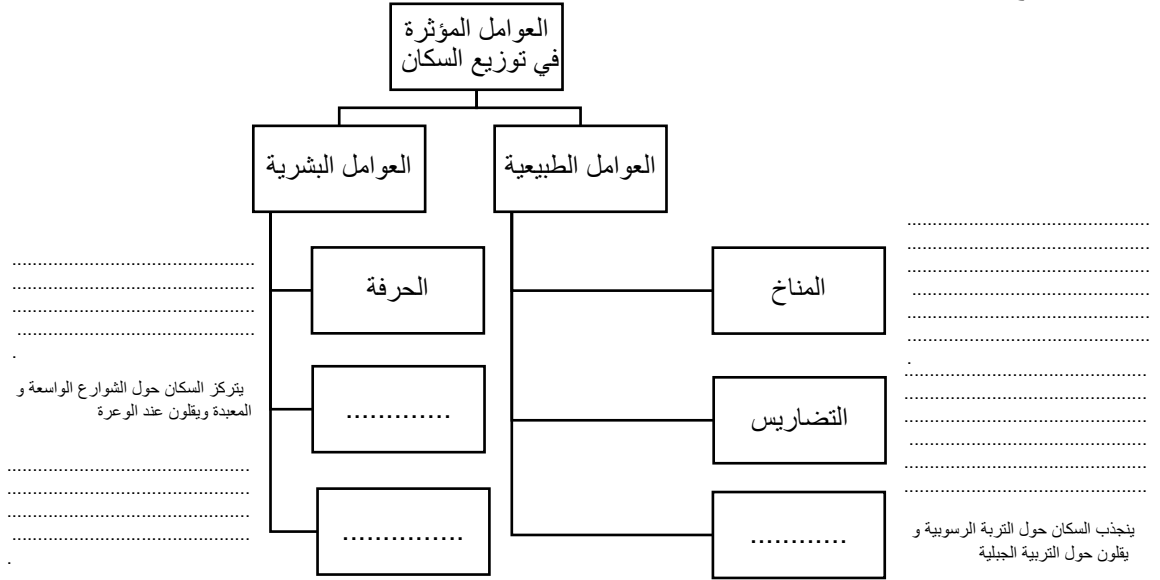 العوامل المؤثرة
في توزيع السكان
العوامل الطبيعية
العوامل البشرية
المناخ
................................................
................................................
................................................
................................................
................................................
................................................
.
التضاريس
................................................
................................................
................................................
................................................
................................................
................................................
............
ينجذب السكان حول التربة الرسوبية و
يقلون حول التربية الجبلية
الحرفة
................................................
................................................
................................................
................................................
.
.............
يتركز السكان حول الشوارع الواسعة و
المعبدة ويقلون عند الوعرة
...............
................................................
................................................
................................................
................................................
.